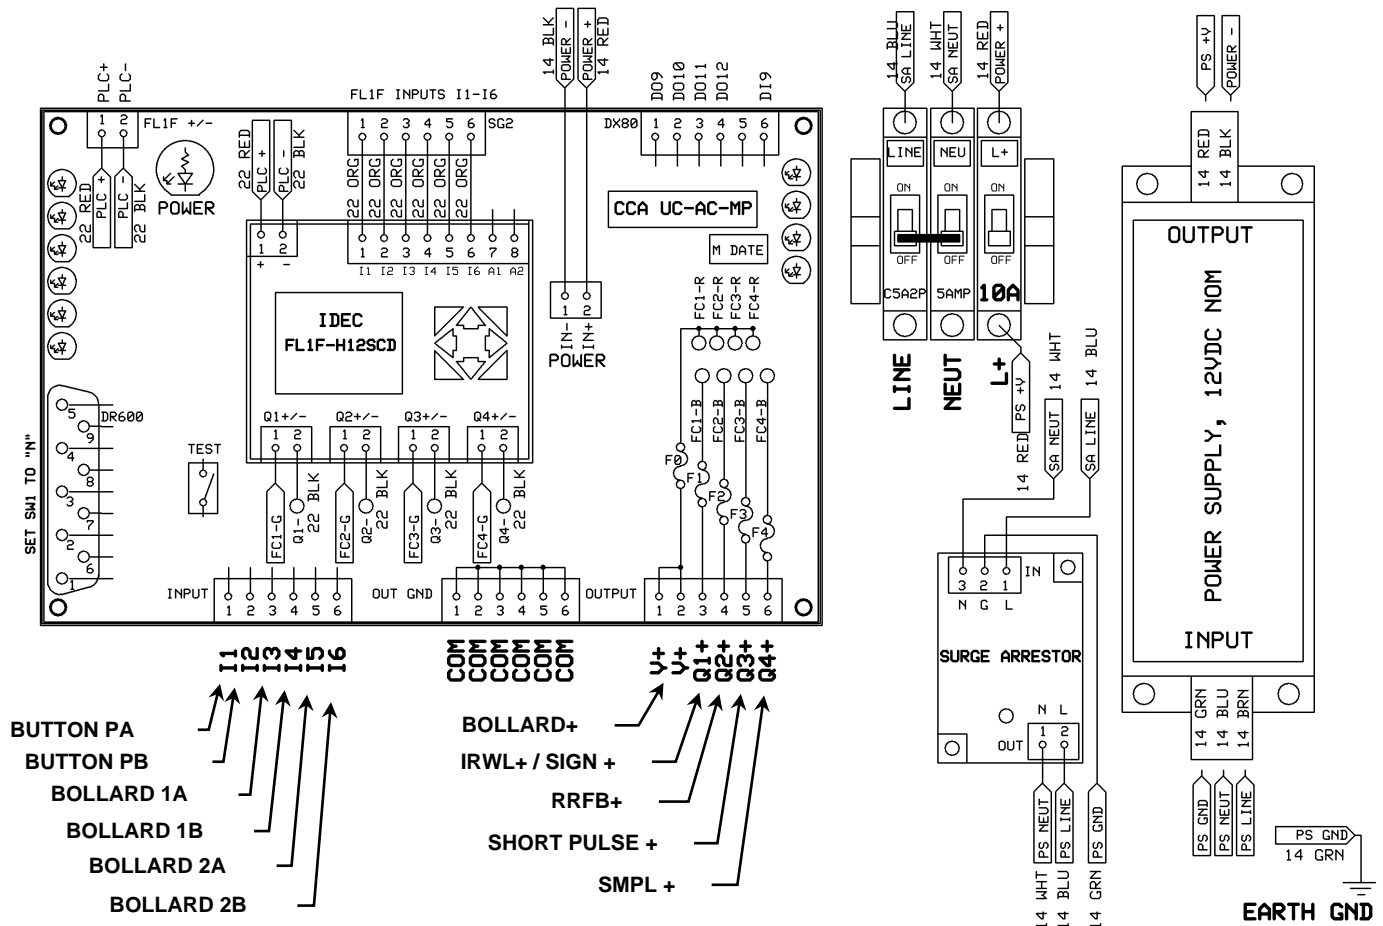 PLC+
PLC-
1 2
FL1F +/-
22 RED
PLC +
PLC -
22 BLK
POWER
22 RED
PLC +
PLC -
22 BLK
FL1F INPUTS I1-I6
1 2 3 4 5 6
SG2
22 ORG
22 ORG
22 ORG
22 ORG
22 ORG
22 ORG
1 2
+ -
1 2 3 4 5 6 7 8
I1 I2 I3 I4 I5 I6 A1 A2
IDEC
FL1F-H12SCD
14 BLK
POWER -
POWER +
14 RED
1 2
IN-
IN+
POWER
DO9
DO10
DO11
DO12
DI9
DX80
1 2 3 4 5 6
CCA UC-AC-MP
M DATE
FC1-R
FC2-R
FC3-R
FC4-R
FC1-B
FC2-B
FC3-B
FC4-B
F0
F1
F2
F3
F4
SET SW1 TO "N"
DR600
5
9
4
8
3
7
2
6
1
TEST
Q1+/- Q2+/- Q3+/- Q4+/-
1 2 1 2 1 2 1 2
FC1-G
Q1-
22 BLK
FC2-G
Q2-
22 BLK
FC3-G
Q3-
22 BLK
FC4-G
Q4-
22 BLK
INPUT
1 2 3 4 5 6
OUT GND
1 2 3 4 5 6
OUTPUT
1 2 3 4 5 6
I1
I2
I3
I4
I5
I6
COM
COM
COM
COM
COM
COM
V+
V+
Q1+
Q2+
Q3+
Q4+
BUTTON PA
BUTTON PB
BOLLARD 1A
BOLLARD 1B
BOLLARD 2A
BOLLARD 2B
BOLLARD+
IRWL+ / SIGN +
RRFB+
SHORT PULSE +
SMPL +
14 BLU
SA LINE
14 WHT
SA NEUT
14 RED
POWER +
LINE NEU L+
ON ON ON
OFF OFF OFF
C5A2P 5AMP 10A
LINE
NEUT
L+
14 RED
PS +V
SA NEUT
14 WHT
SA LINE
14 BLU
3 2 1
IN
N G L
SURGE ARRESTOR
N L
1 2
OUT
14 WHT
PS NEUT
14 BLU
PS LINE
14 GRN
PS GND
PS +V
POWER -
14 RED
14 BLK
OUTPUT
POWER SUPPLY, 12VDC NOM
INPUT
14 GRN
14 BLU
14 BRN
PS GND
PS NEUT
PS LINE
PS GND
14 GRN
EARTH GND